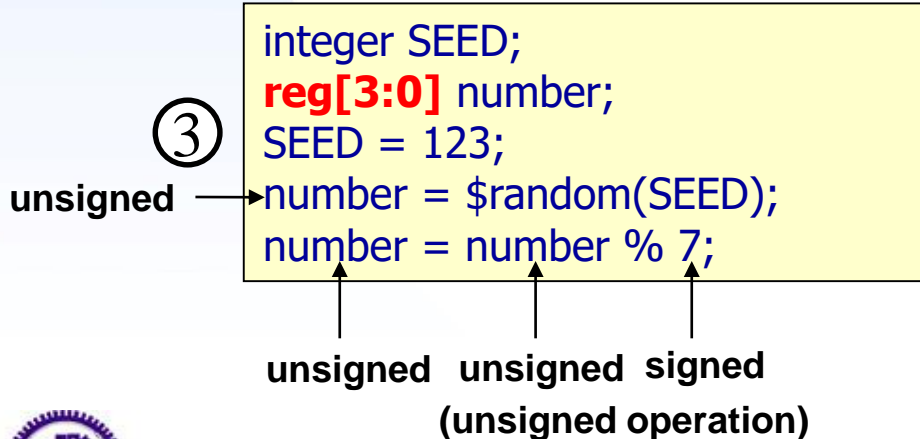 integer SEED;
reg[3:0] number;
③ SEED = 123;
unsigned number = $random(SEED);
number = number % 7;
unsigned unsigned signed
(unsigned operation)